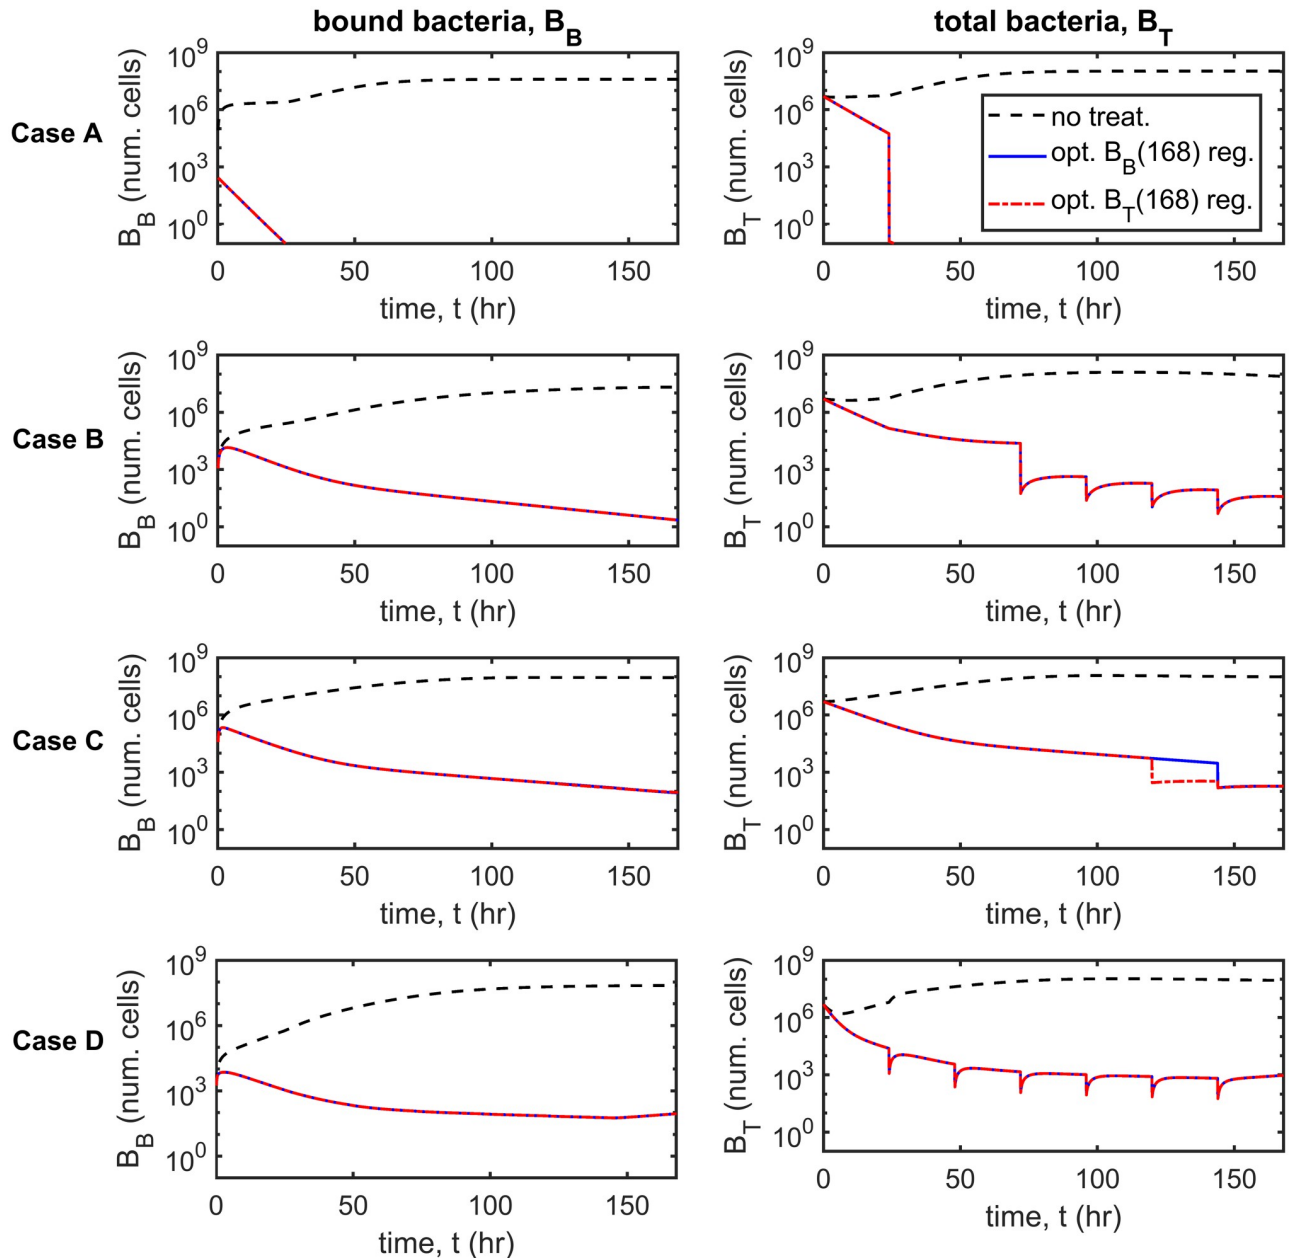 bound bacteria, B_B
total bacteria, B_T
Case A
B_B (num. cells)
10^9
10^6
10^3
10^0
0 50 100 150
time, t (hr)
B_T (num. cells)
10^9
10^6
10^3
10^0
0 50 100 150
time, t (hr)
no treat.
opt. B_B(168) reg.
opt. B_T(168) reg.
Case B
B_B (num. cells)
10^9
10^6
10^3
10^0
0 50 100 150
time, t (hr)
B_T (num. cells)
10^9
10^6
10^3
10^0
0 50 100 150
time, t (hr)
Case C
B_B (num. cells)
10^9
10^6
10^3
10^0
0 50 100 150
time, t (hr)
B_T (num. cells)
10^9
10^6
10^3
10^0
0 50 100 150
time, t (hr)
Case D
B_B (num. cells)
10^9
10^6
10^3
10^0
0 50 100 150
time, t (hr)
B_T (num. cells)
10^9
10^6
10^3
10^0
0 50 100 150
time, t (hr)